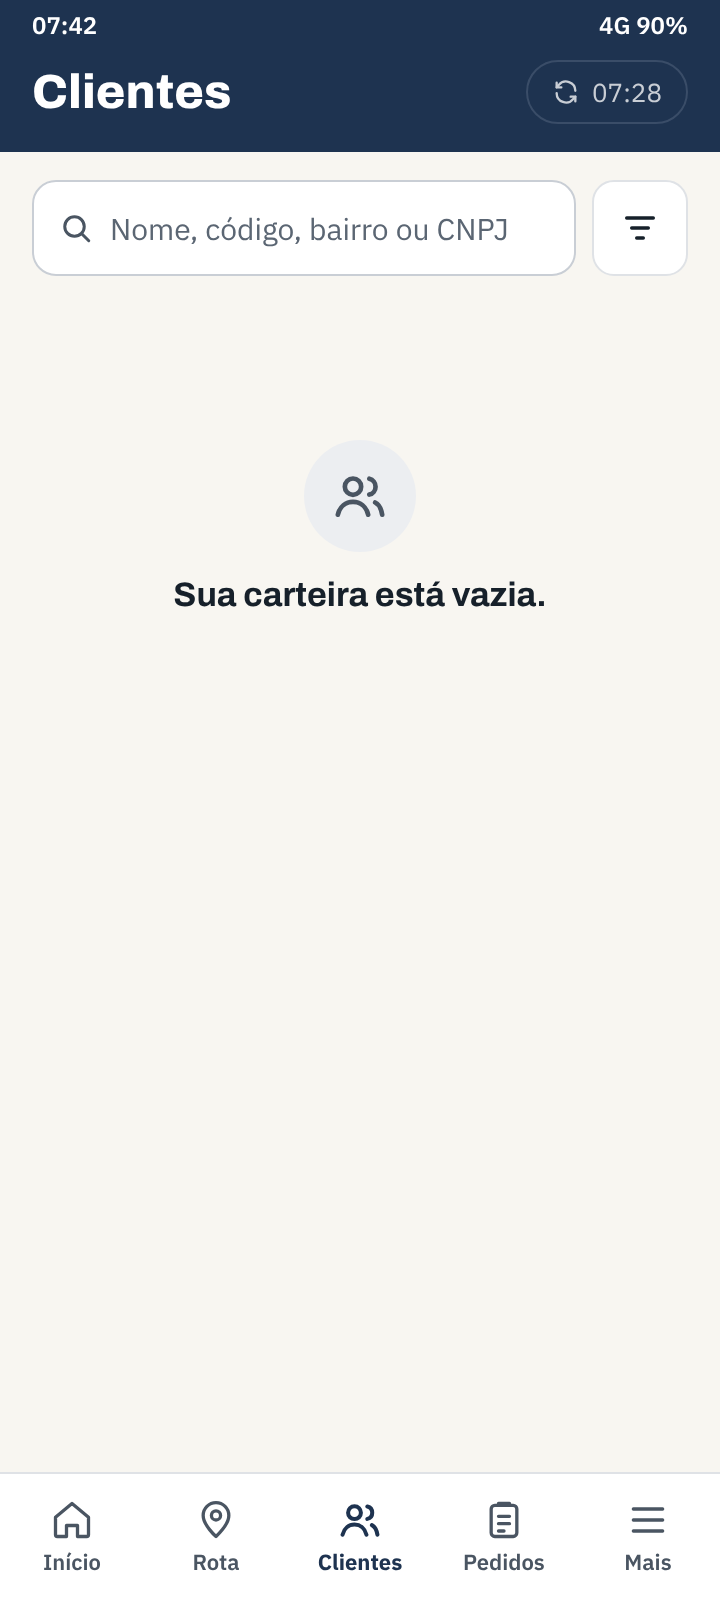 07:42 4G 90%
Clientes 07:28
Nome, código, bairro ou CNPJ
Sua carteira está vazia.
Início Rota Clientes Pedidos Mais